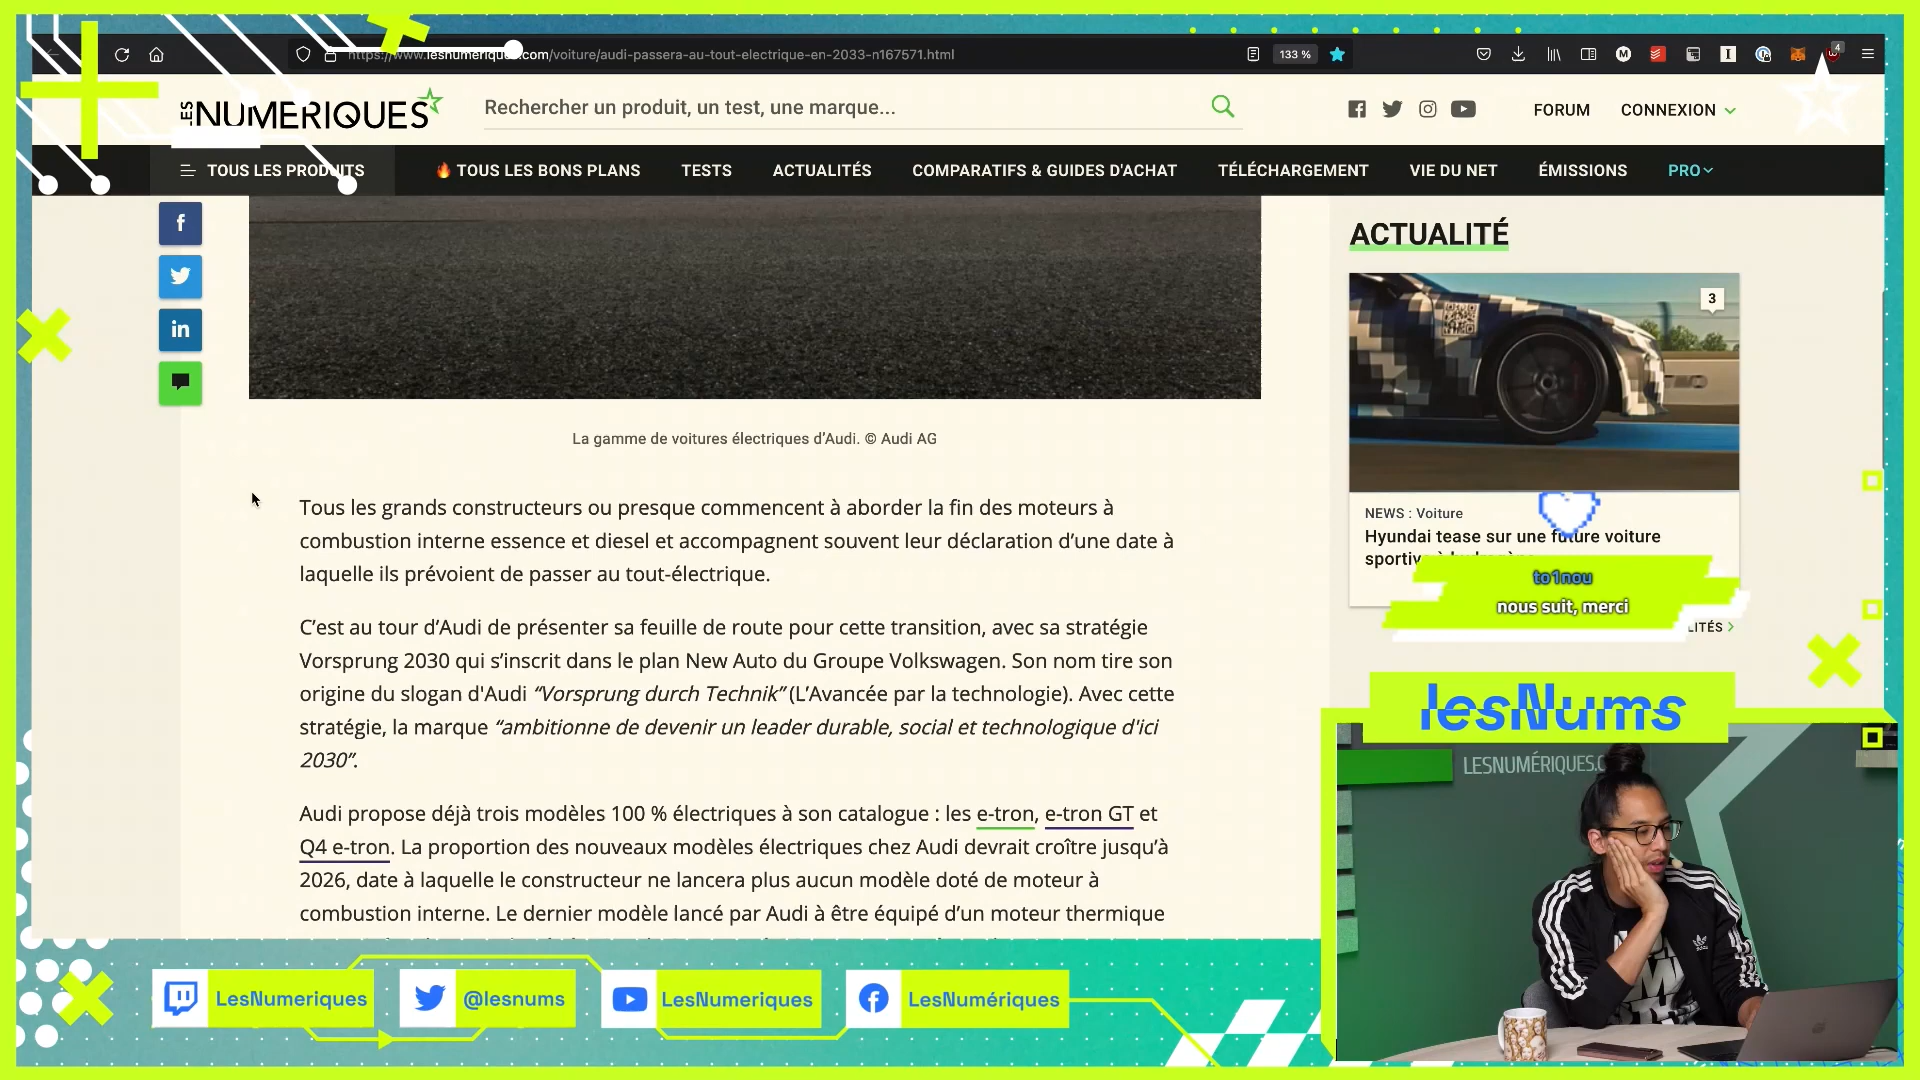 https://www.lesnumeriques.com/voiture/audi-passera-au-tout-electrique-en-2033-n167571.html
133 %
4
LES NUMERIQUES
Rechercher un produit, un test, une marque...
FORUM
CONNEXION
TOUS LES PRODUITS
TOUS LES BONS PLANS
TESTS
ACTUALITÉS
COMPARATIFS & GUIDES D'ACHAT
TÉLÉCHARGEMENT
VIE DU NET
ÉMISSIONS
PRO
ACTUALITÉ
3
La gamme de voitures électriques d’Audi. © Audi AG
Tous les grands constructeurs ou presque commencent à aborder la fin des moteurs à
combustion interne essence et diesel et accompagnent souvent leur déclaration d’une date à
laquelle ils prévoient de passer au tout-électrique.
C’est au tour d’Audi de présenter sa feuille de route pour cette transition, avec sa stratégie
Vorsprung 2030 qui s’inscrit dans le plan New Auto du Groupe Volkswagen. Son nom tire son
origine du slogan d'Audi “Vorsprung durch Technik” (L’Avancée par la technologie). Avec cette
stratégie, la marque “ambitionne de devenir un leader durable, social et technologique d'ici
2030”.
Audi propose déjà trois modèles 100 % électriques à son catalogue : les e-tron, e-tron GT et
Q4 e-tron. La proportion des nouveaux modèles électriques chez Audi devrait croître jusqu’à
2026, date à laquelle le constructeur ne lancera plus aucun modèle doté de moteur à
combustion interne. Le dernier modèle lancé par Audi à être équipé d’un moteur thermique
NEWS : Voiture
Hyundai tease sur une future voiture
to1nou
nous suit, merci
lesNums
LESNUMÉRIQUES.C
LesNumeriques
@lesnums
LesNumeriques
LesNumériques